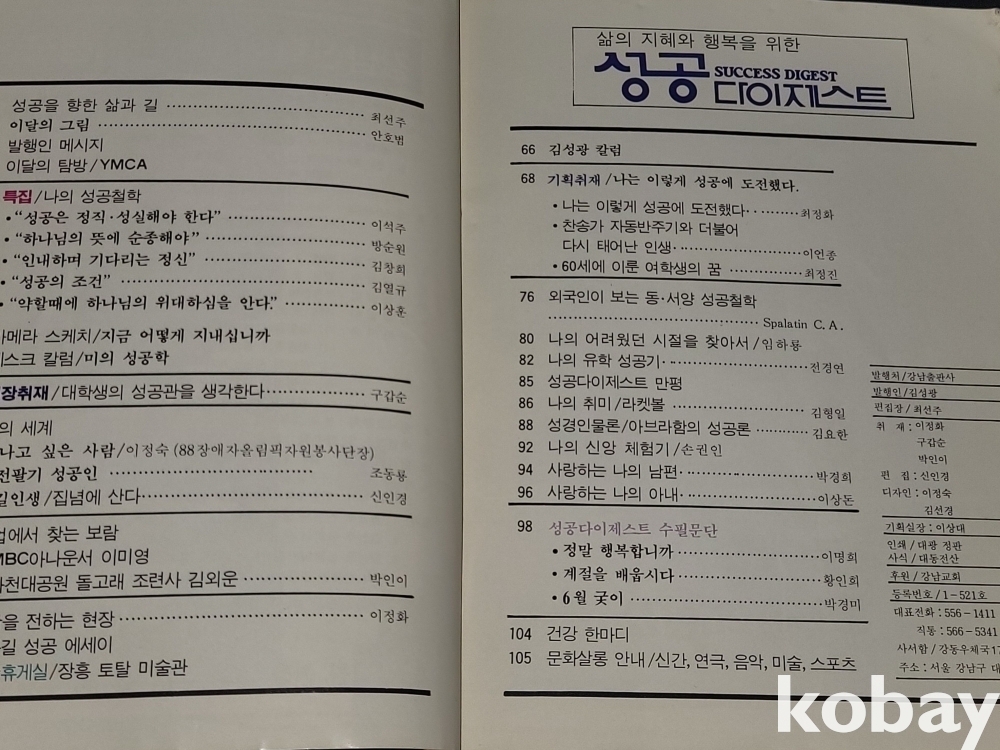 성공을 향한 삶과 길 최선주
이달의 그림 안호범
발행인 메시지
이달의 탐방/YMCA
특집/나의 성공철학
• “성공은 정직·성실해야 한다” 이석주
• “하나님의 뜻에 순종해야” 방순원
• “인내하며 기다리는 정신” 김창희
• “성공의 조건” 김열규
• “약할때에 하나님의 위대하심을 안다.” 이상훈
메라 스케치/지금 어떻게 지내십니까
스크 칼럼/미의 성공학
장취재/대학생의 성공관을 생각한다 구갑순
의 세계
나고 싶은 사람/이정숙(88장애자올림픽자원봉사단장)
전팔기 성공인 조동룡
길인생/집념에 산다 신인경
에서 찾는 보람
MBC아나운서 이미영
천대공원 돌고래 조련사 김외운 박인이
을 전하는 현장 이정화
길 성공 에세이
휴게실/장흥 토탈 미술관
삶의 지혜와 행복을 위한
성공 SUCCESS DIGEST
다이제스트
66 김성광 칼럼
68 기획취재/나는 이렇게 성공에 도전했다.
• 나는 이렇게 성공에 도전했다 최정화
• 찬송가 자동반주기와 더불어
다시 태어난 인생 이언종
• 60세에 이룬 여학생의 꿈 최정진
76 외국인이 보는 동·서양 성공철학
Spalatin C. A.
80 나의 어려웠던 시절을 찾아서/임하룡
82 나의 유학 성공기 전경연
85 성공다이제스트 만평
86 나의 취미/라켓볼 김형일
88 성경인물론/아브라함의 성공론 김요한
92 나의 신앙 체험기/손권인
94 사랑하는 나의 남편 박경희
96 사랑하는 나의 아내 이상돈
98 성공다이제스트 수필문단
• 정말 행복합니까 이명희
• 계절을 배웁시다 황인희
• 6월 굿이 박경미
104 건강 한마디
105 문화살롱 안내/신간, 연극, 음악, 미술, 스포츠
발행처/강남출판사
발행인/김성광
편집장/최선주
취 재:이정화
구갑순
박인이
편 집:신인경
디자인:이정숙
김선경
기획실장:이상대
인쇄/대광 정판
사식/대동전산
후원/강남교회
등록번호/1-521호
대표전화:556-1411
직통:566-5341
사서함/강동우체국17
주소:서울 강남구 대
kobay